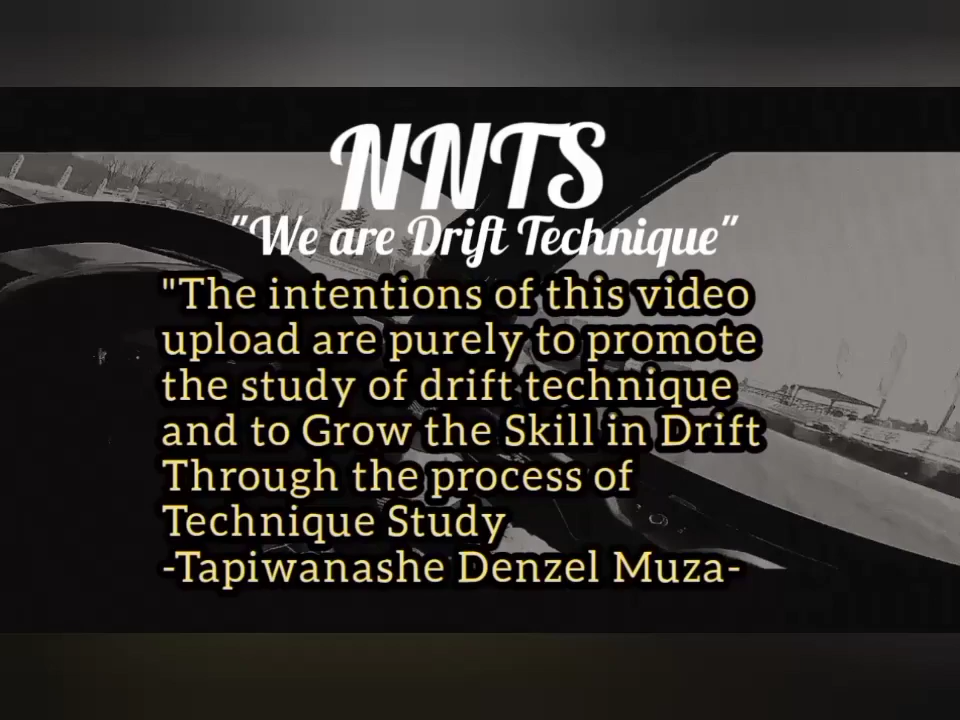 NNTS
"We are Drift Technique"
"The intentions of this video
upload are purely to promote
the study of drift technique
and to Grow the Skill in Drift
Through the process of
Technique Study
-Tapiwanashe Denzel Muza-